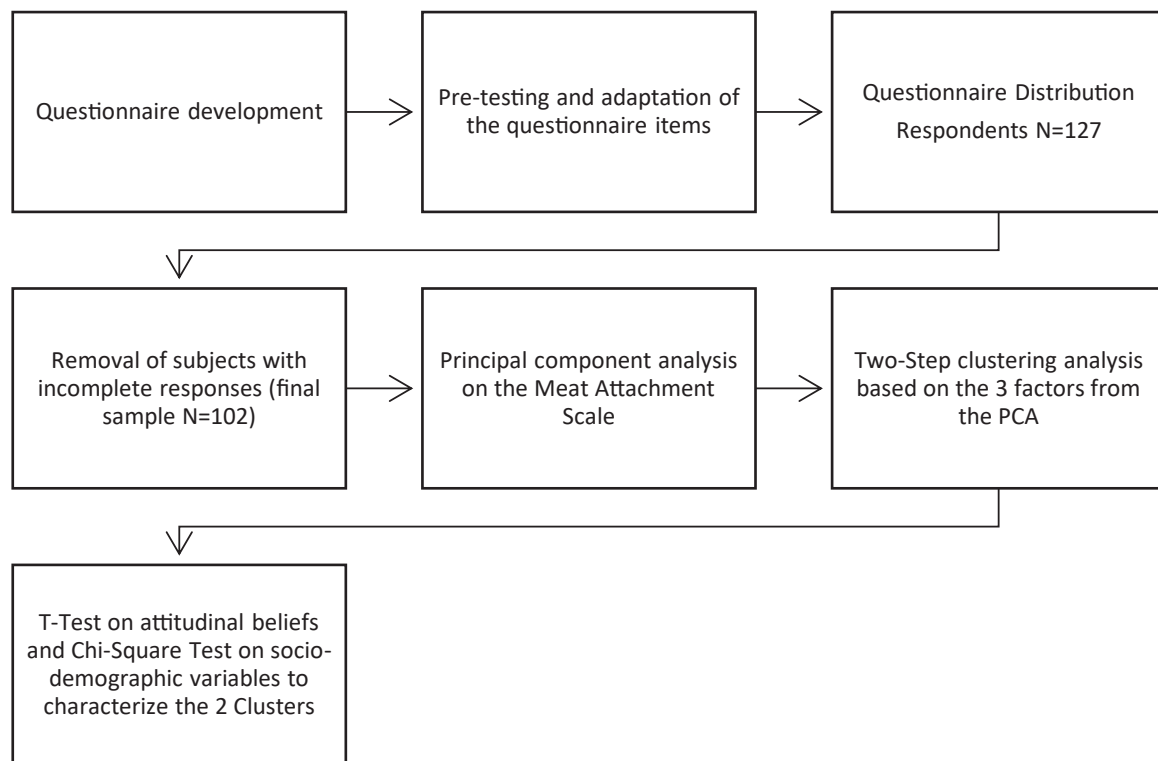 Questionnaire development
Pre-testing and adaptation of
the questionnaire items
Questionnaire Distribution
Respondents N=127
Removal of subjects with
incomplete responses (final
sample N=102)
Principal component analysis
on the Meat Attachment
Scale
Two-Step clustering analysis
based on the 3 factors from
the PCA
T-Test on attitudinal beliefs
and Chi-Square Test on socio-
demographic variables to
characterize the 2 Clusters